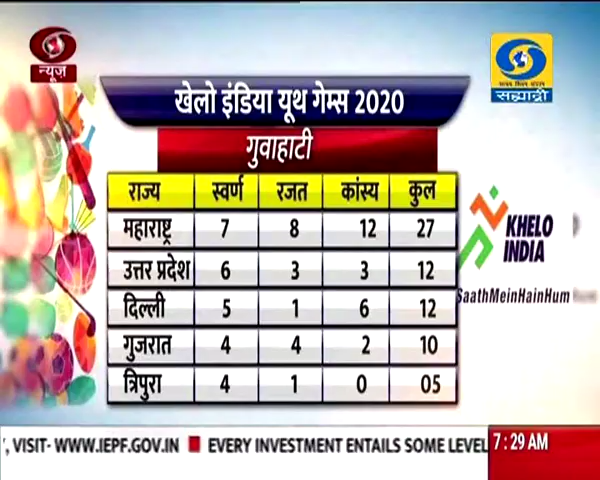 न्यूज़
सह्याद्री
खेलो इंडिया यूथ गेम्स 2020
गुवाहाटी
राज्य स्वर्ण रजत कांस्य कुल
महाराष्ट्र 7 8 12 27
उत्तर प्रदेश 6 3 3 12
दिल्ली 5 1 6 12
गुजरात 4 4 2 10
त्रिपुरा 4 1 0 05
KHELO
INDIA
SaathMeinHainHum
, VISIT- WWW.IEPF.GOV.IN ■ EVERY INVESTMENT ENTAILS SOME LEVEL
7:29 AM